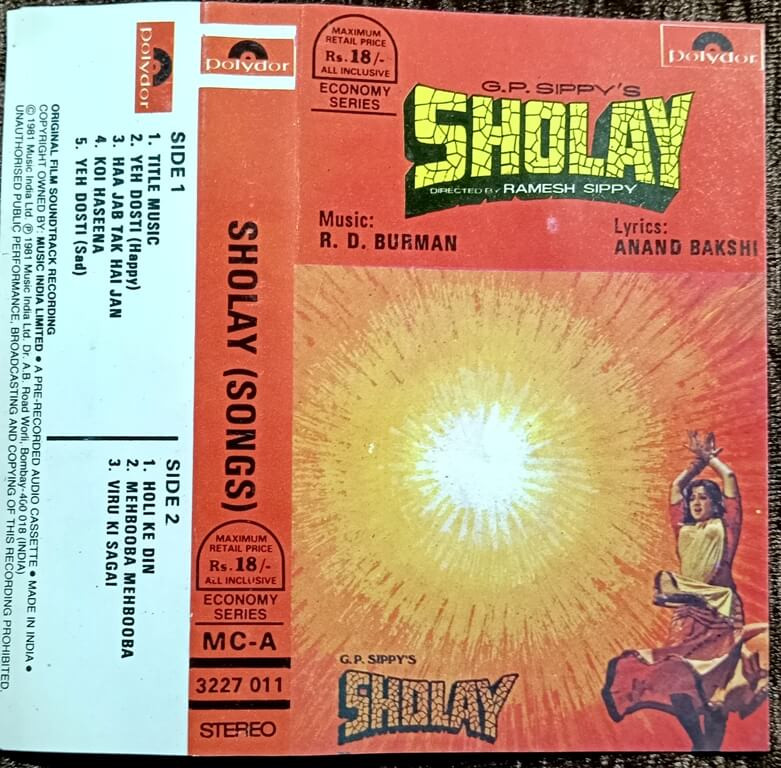 Polydor
SIDE 1
1. TITLE MUSIC
2. YEH DOSTI (Happy)
3. HAA JAB TAK HAI JAN
4. KOI HASEENA
5. YEH DOSTI (Sad)
SIDE 2
1. HOLI KE DIN
2. MEHBOOBA MEHBOOBA
3. VIRU KI SAGAI
ORIGINAL FILM SOUNDTRACK RECORDING
COPYRIGHT OWNED BY: MUSIC INDIA LIMITED • A PRE-RECORDED AUDIO CASSETTE • MADE IN INDIA •
© 1981 Music India Ltd. ℗ 1981 Music India Ltd. Dr. A.B. Road Worli, Bombay-400 018 (INDIA)
UNAUTHORISED PUBLIC PERFORMANCE, BROADCASTING AND COPYING OF THIS RECORDING PROHIBITED.
Polydor
SHOLAY (SONGS)
MAXIMUM
RETAIL PRICE
Rs. 18/-
ALL INCLUSIVE
ECONOMY
SERIES
MC-A
3227 011
STEREO
MAXIMUM
RETAIL PRICE
Rs. 18/-
ALL INCLUSIVE
ECONOMY
SERIES
Polydor
G.P. SIPPY'S
SHOLAY
DIRECTED BY RAMESH SIPPY
Music:
R. D. BURMAN
Lyrics:
ANAND BAKSHI
G.P. SIPPY'S
SHOLAY